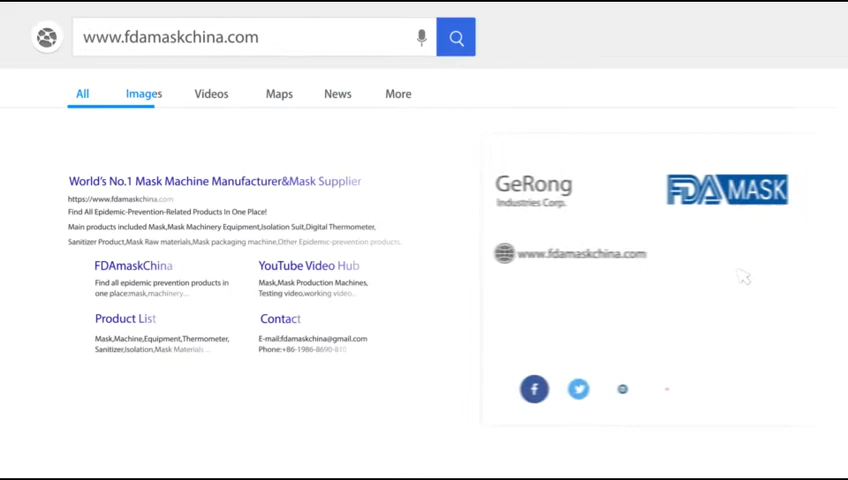 www.fdamaskchina.com
All Images Videos Maps News More
World's No.1 Mask Machine Manufacturer&Mask Supplier
https://www.fdamaskchina.com
Find All Epidemic-Prevention-Related Products In One Place!
Main products included Mask,Mask Machinery Equipment,Isolation Suit,Digital Thermometer,
Sanitizer Product,Mask Raw materials,Mask packaging machine,Other Epidemic-prevention products.
FDAmaskChina
Find all epidemic prevention products in
one place:mask,machinery...
YouTube Video Hub
Mask,Mask Production Machines,
Testing video,working video..
Product List
Mask,Machine,Equipment,Thermometer,
Sanitizer,Isolation,Mask Materials...
Contact
E-mail:fdamaskchina@gmail.com
Phone:+86-1986-8690-810
GeRong
Industries Corp.
FDA MASK
www.fdamaskchina.com